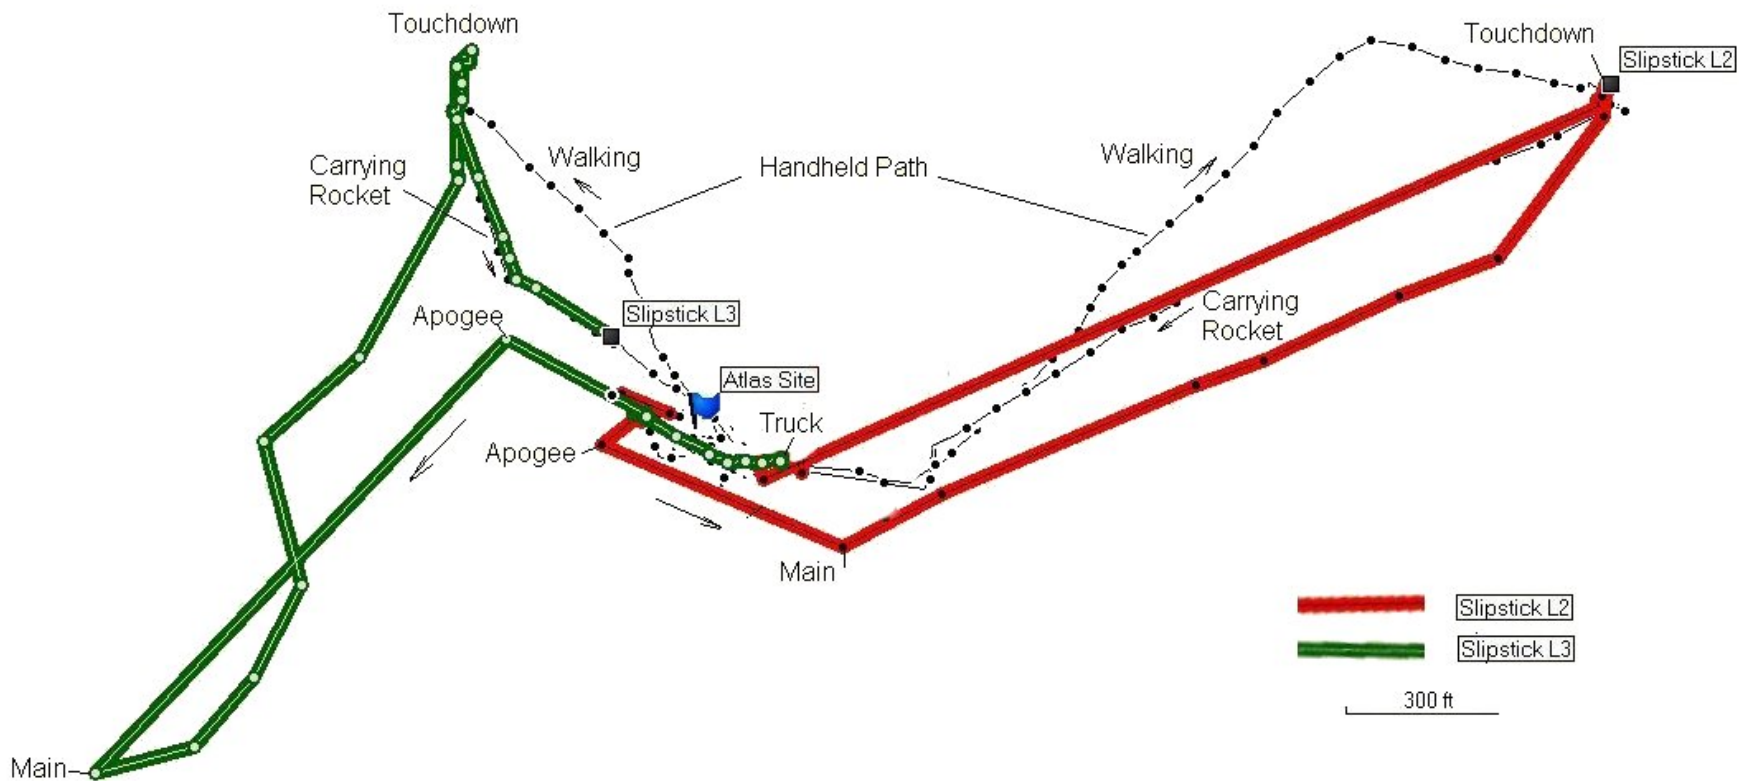 Touchdown
Touchdown
Slipstick L2
Walking
Carrying
Rocket
Handheld Path
Walking
Apogee
Slipstick L3
Carrying
Rocket
Atlas Site
Truck
Apogee
Main
Slipstick L2
Slipstick L3
300 ft
Main